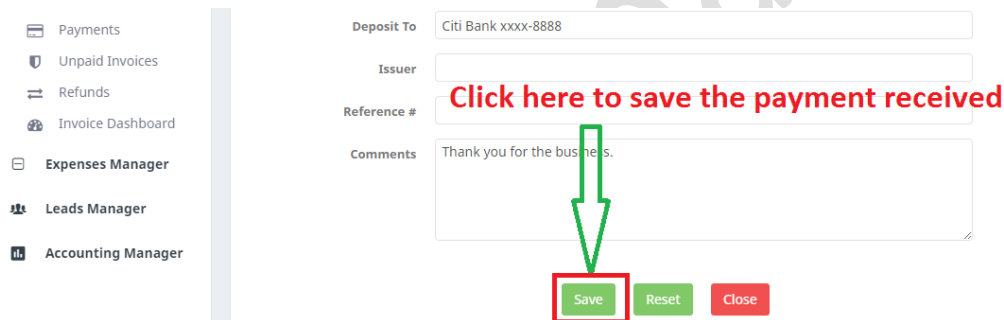 Payments
Unpaid Invoices
Refunds
Invoice Dashboard
Expenses Manager
Leads Manager
Accounting Manager
Deposit To Citi Bank xxxx-8888
Issuer
Click here to save the payment received
Reference #
Comments Thank you for the business.
Save Reset Close